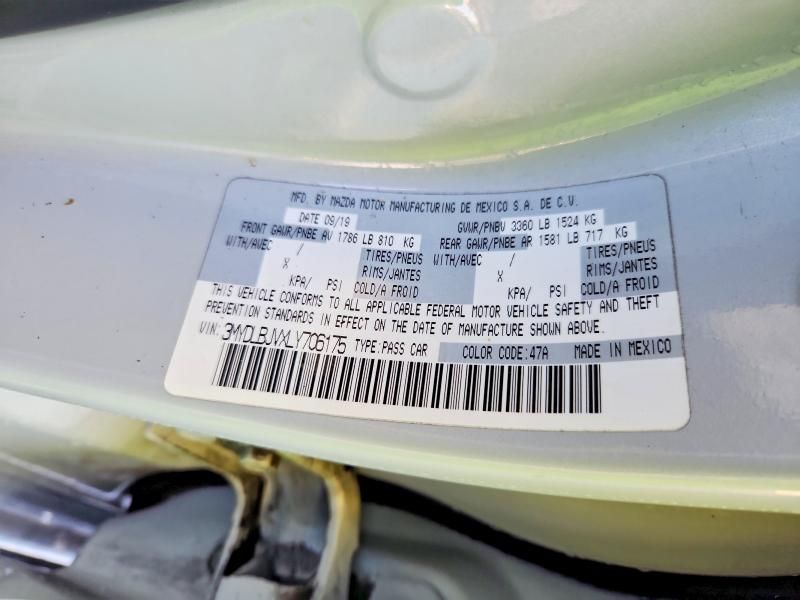 MFD. BY MAZDA MOTOR MANUFACTURING DE MEXICO S.A. DE C.V.
DATE 09/19 GVWR/PNBV 3360 LB 1524 KG
FRONT GAWR/PNBE AV 1786 LB 810 KG REAR GAWR/PNBE AR 1581 LB 717 KG
WITH/AVEC / TIRES/PNEUS WITH/AVEC / TIRES/PNEUS
X RIMS/JANTES X RIMS/JANTES
KPA/ PSI COLD/A FROID KPA/ PSI COLD/A FROID
THIS VEHICLE CONFORMS TO ALL APPLICABLE FEDERAL MOTOR VEHICLE SAFETY AND THEFT
PREVENTION STANDARDS IN EFFECT ON THE DATE OF MANUFACTURE SHOWN ABOVE.
VIN: 3MYDLBJVXLY706175 TYPE:PASS CAR COLOR CODE:47A MADE IN MEXICO